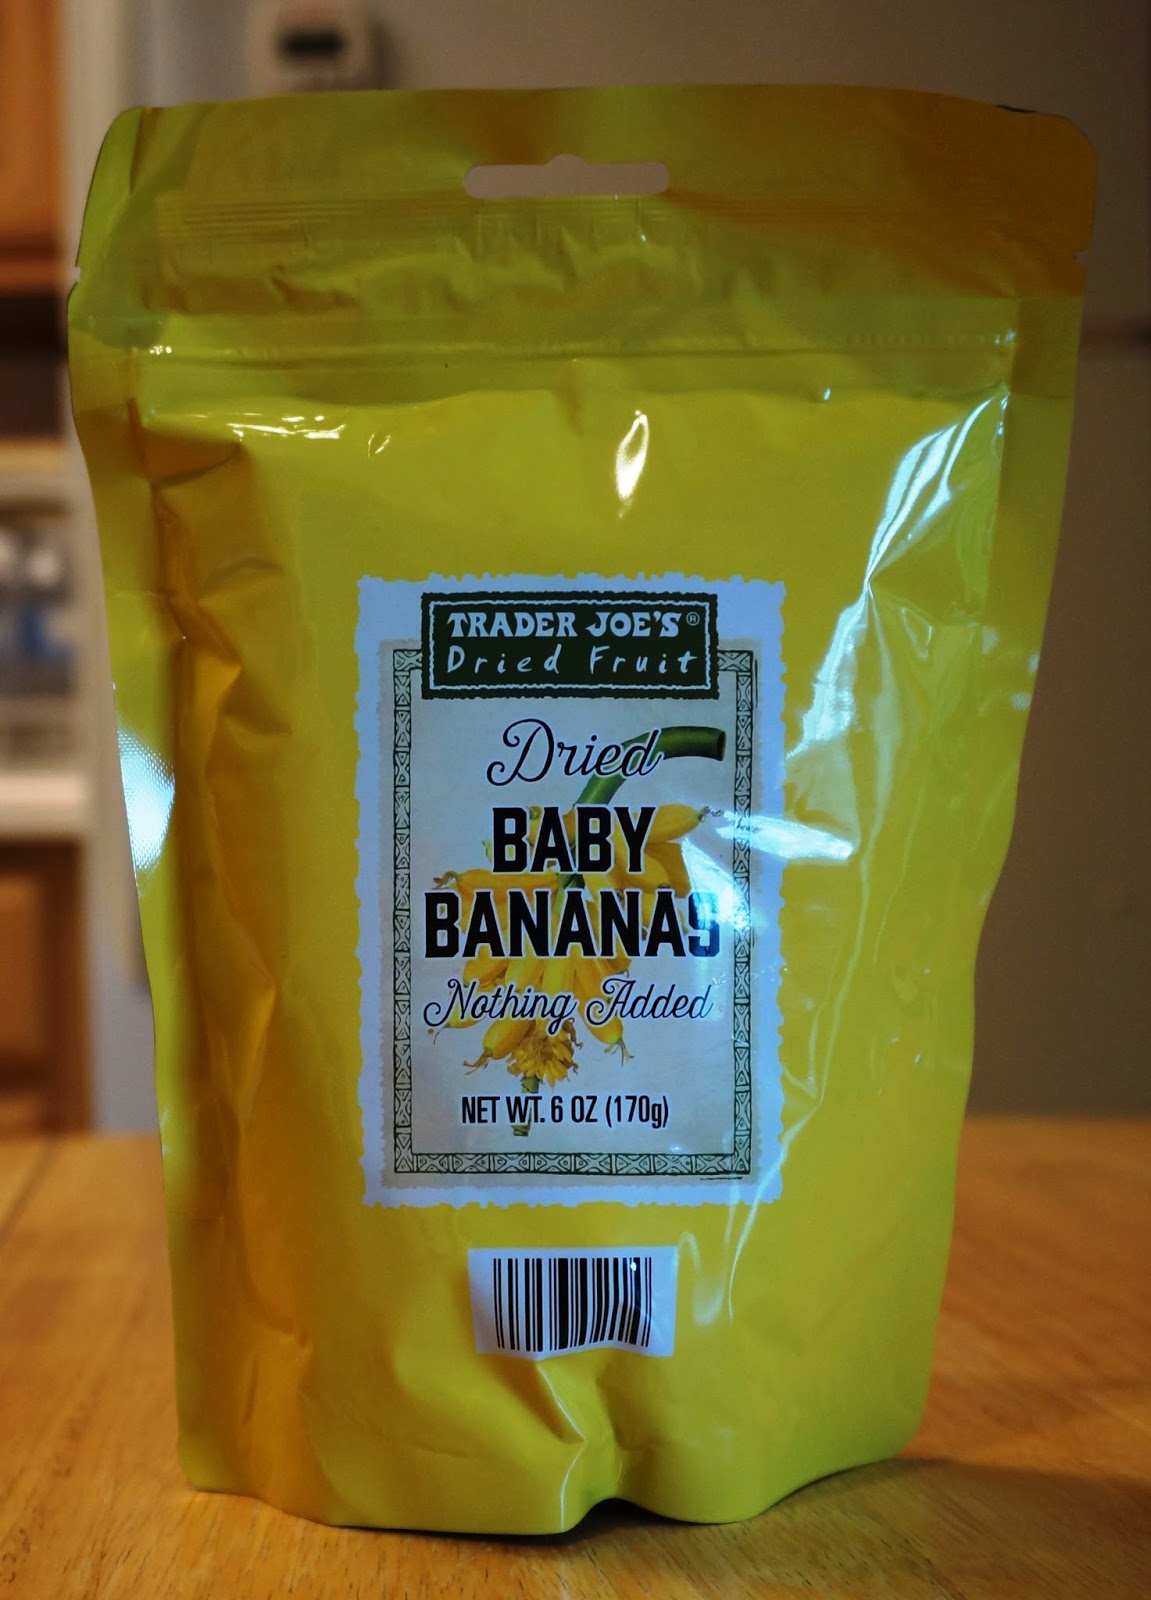 TRADER JOE'S®
Dried Fruit
Dried
BABY
BANANAS
Nothing Added
NET WT. 6 OZ (170g)